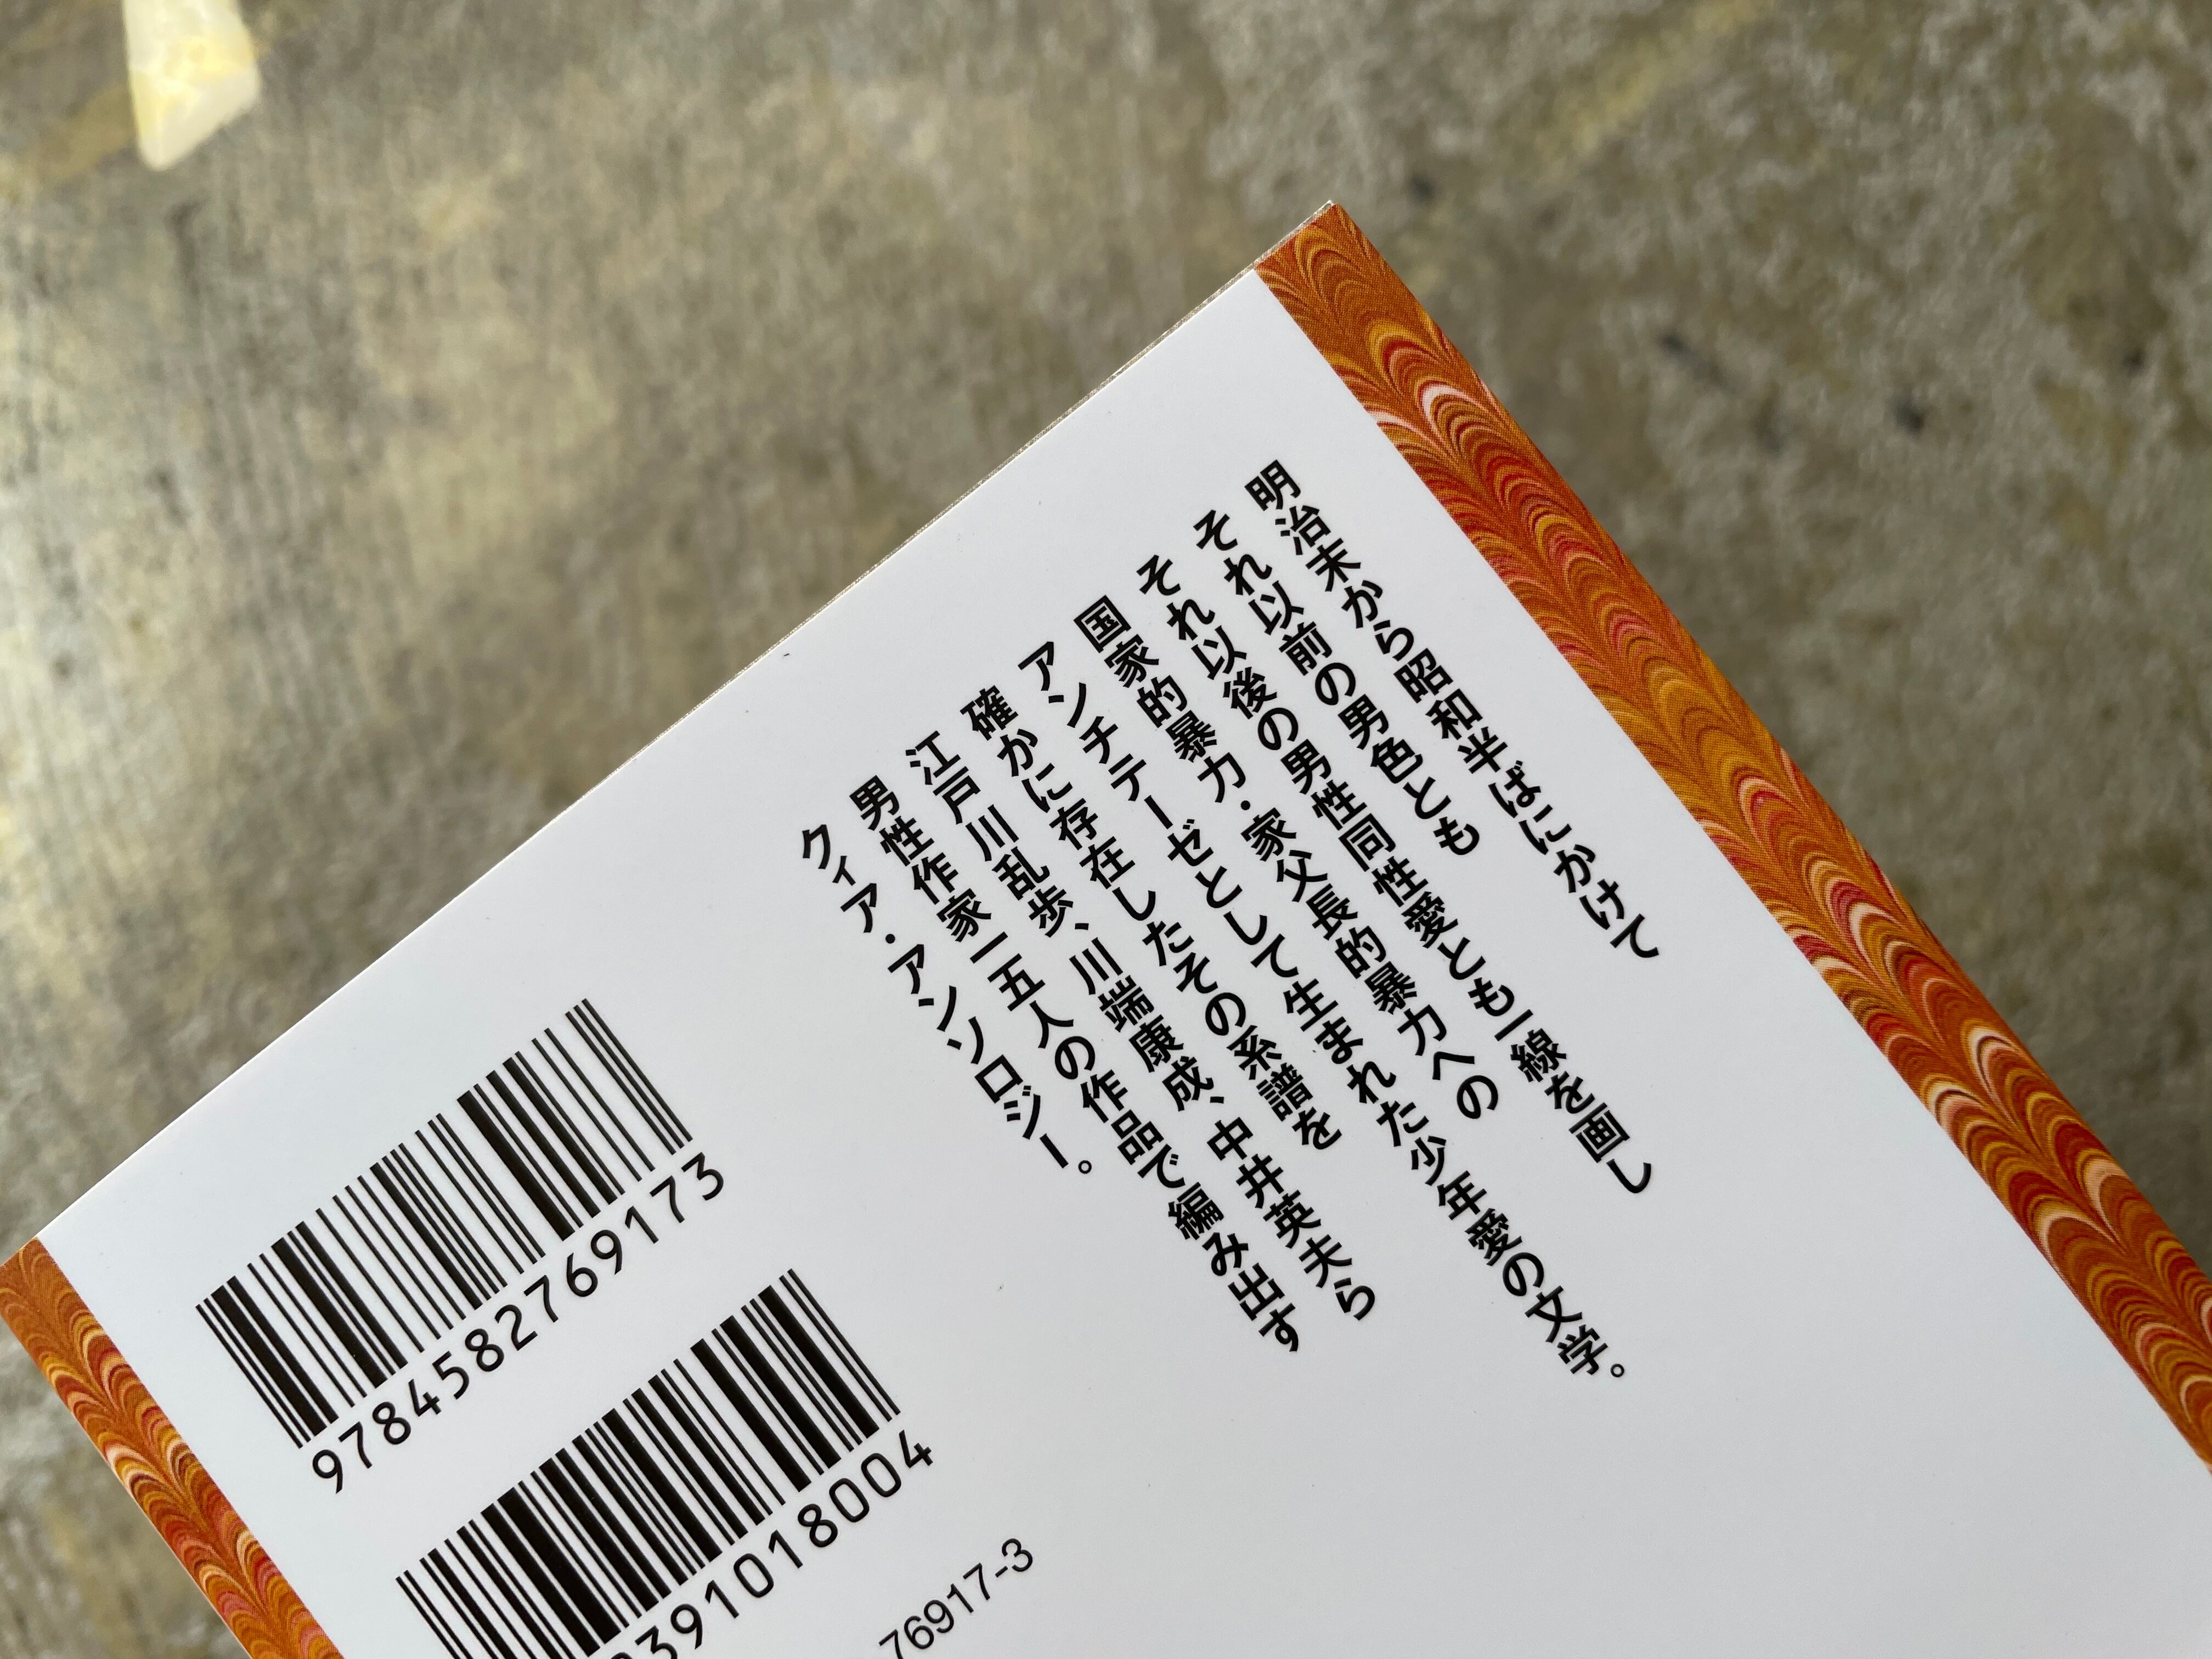 明治末から昭和半ばにかけて
それ以前の男色とも
それ以後の男性同性愛とも一線を画し
国家的暴力・家父長的暴力への
アンチテーゼとして生まれた少年愛の文学。
確かに存在したその系譜を
江戸川乱歩、川端康成、中井英夫ら
男性作家一五人の作品で編み出す
クィア・アンソロジー。
9784582769173
9391018004
76917-3